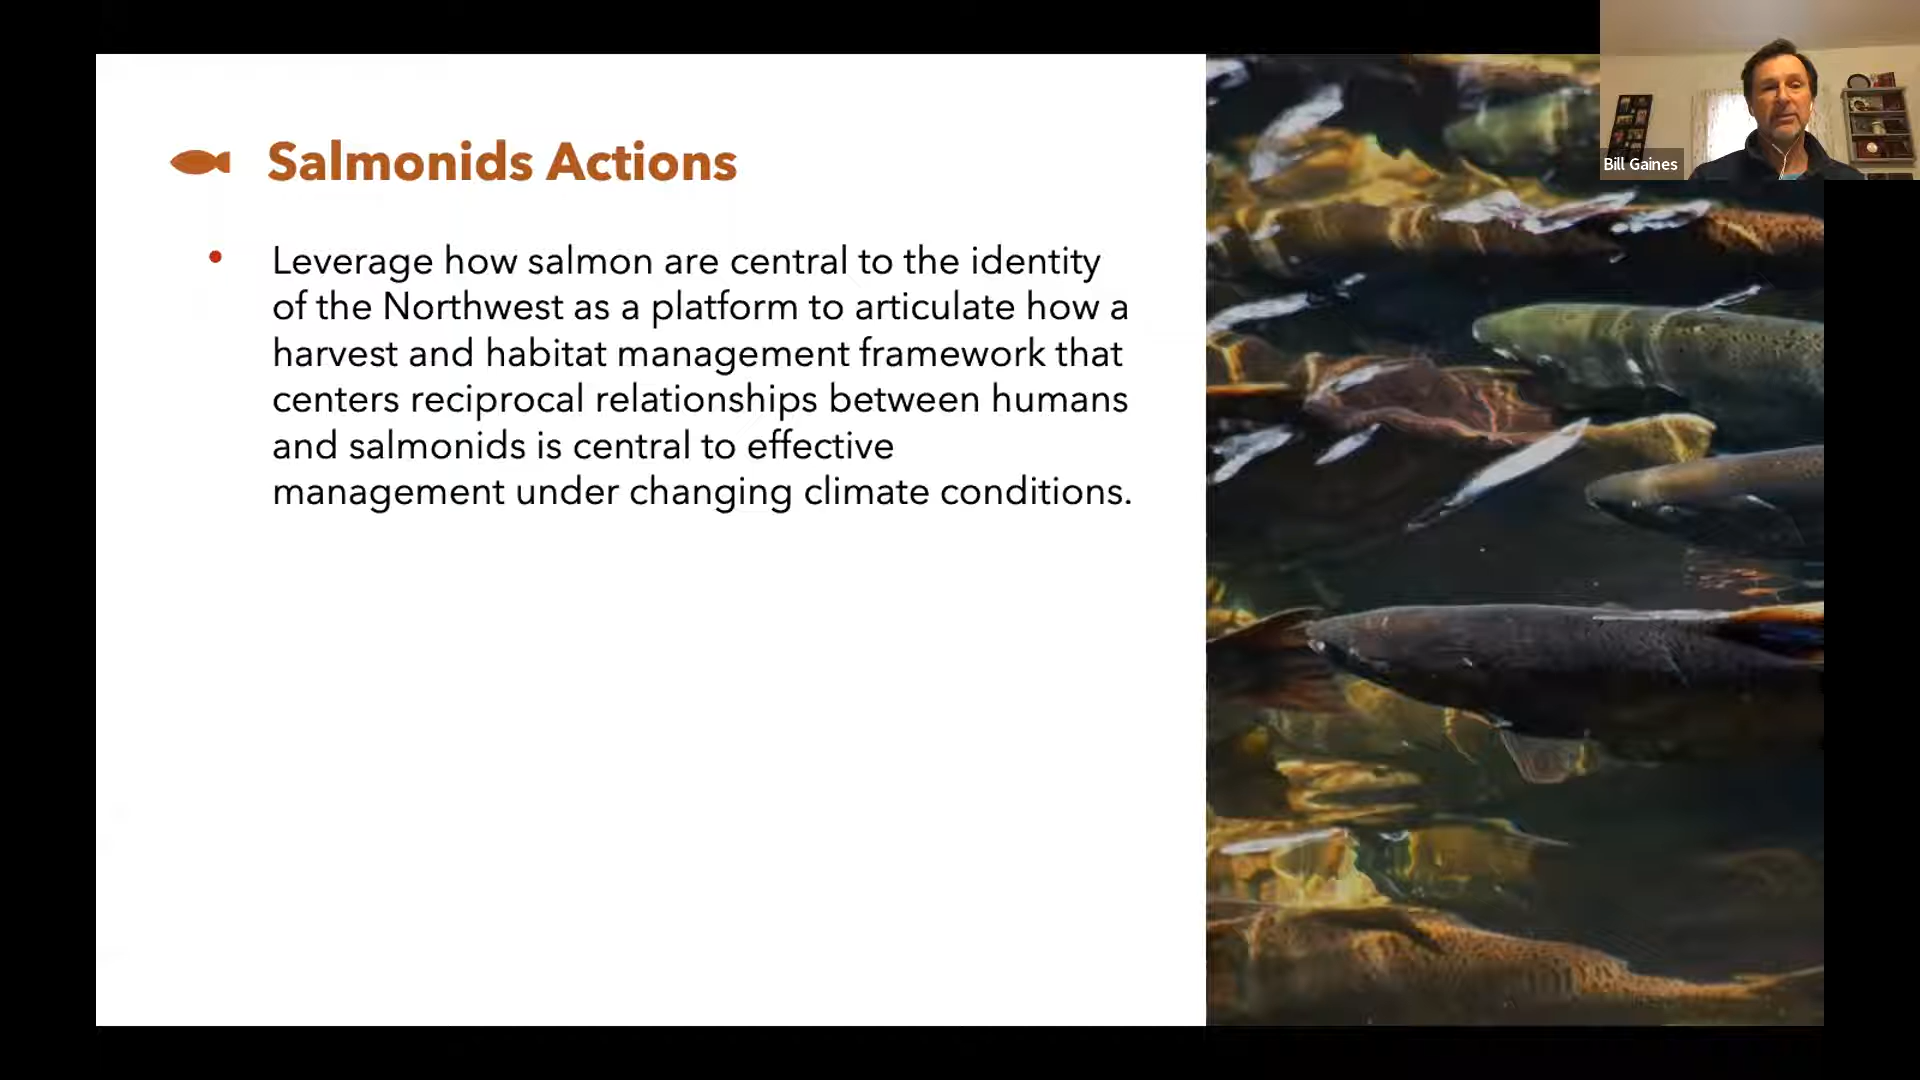 Bill Gaines
Salmonids Actions
• Leverage how salmon are central to the identity
of the Northwest as a platform to articulate how a
harvest and habitat management framework that
centers reciprocal relationships between humans
and salmonids is central to effective
management under changing climate conditions.